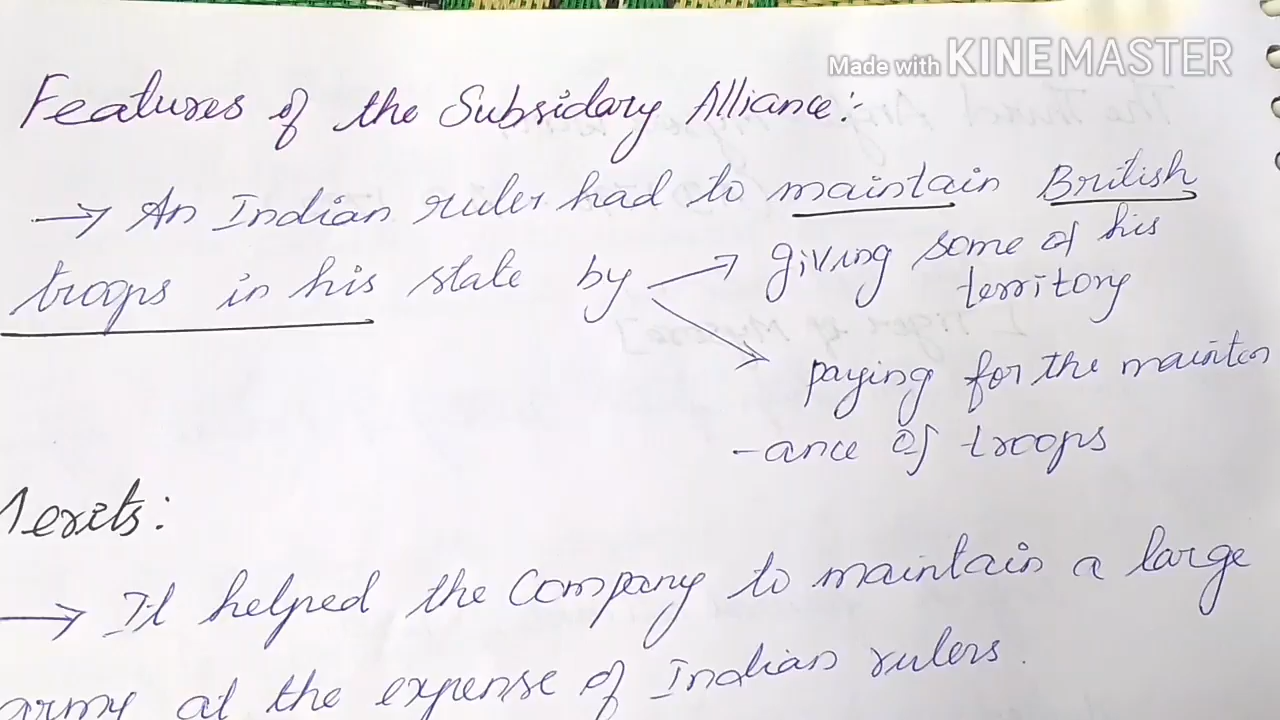 Made with KINEMASTER
Features of the Subsidary Alliance:-
→ An Indian ruler had to maintain British
troops in his state by → giving some of his
territory
→ paying for the mainten
-ance of troops
Merits:
→ It helped the Company to maintain a large
army at the expense of Indian rulers.